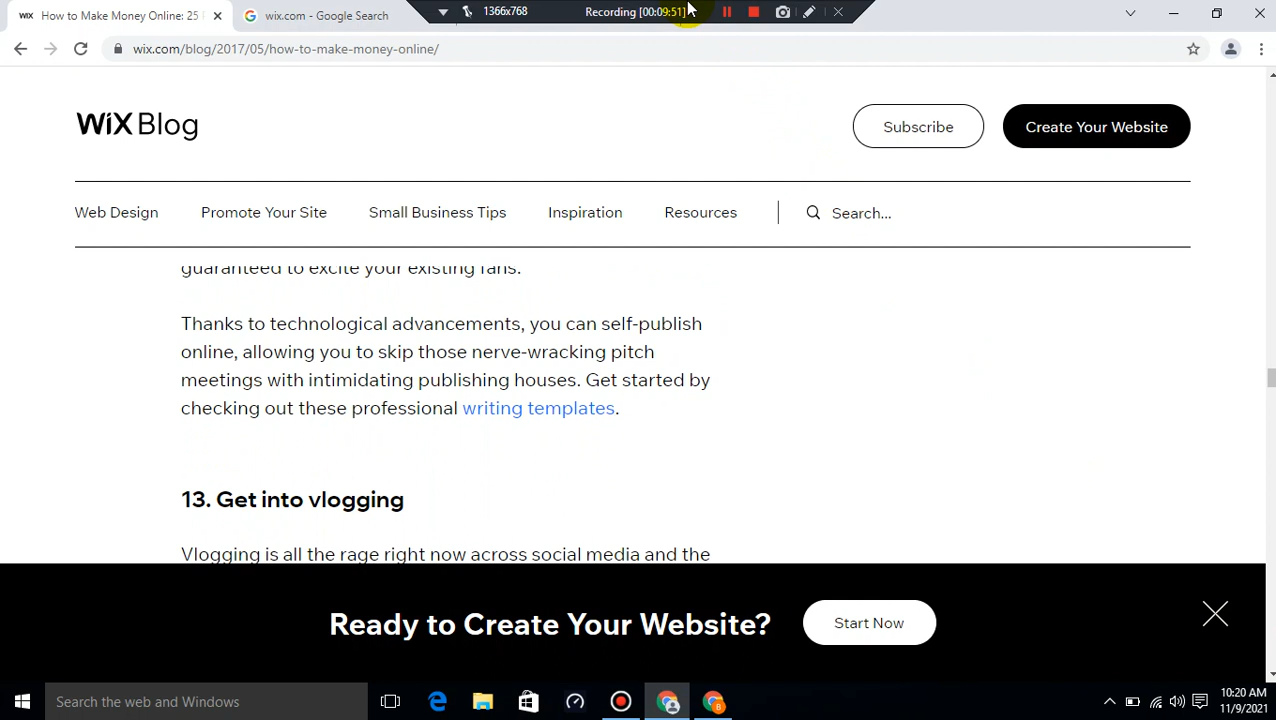 How to Make Money Online: 25
wix.com - Google Search
1366x768
Recording [00:09:51]
wix.com/blog/2017/05/how-to-make-money-online/
WiX Blog
Subscribe
Create Your Website
Web Design
Promote Your Site
Small Business Tips
Inspiration
Resources
Search...
guaranteed to excite your existing fans.
Thanks to technological advancements, you can self-publish
online, allowing you to skip those nerve-wracking pitch
meetings with intimidating publishing houses. Get started by
checking out these professional writing templates.
13. Get into vlogging
Vlogging is all the rage right now across social media and the
Ready to Create Your Website?
Start Now
Search the web and Windows
10:20 AM
11/9/2021